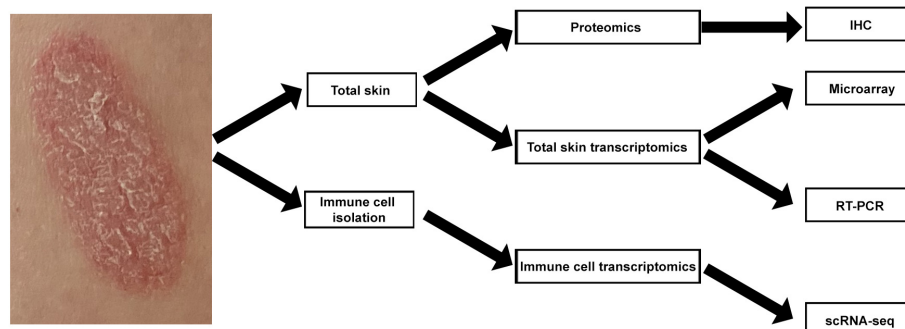 Proteomics
IHC
Total skin
Microarray
Total skin transcriptomics
Immune cell
isolation
RT-PCR
Immune cell transcriptomics
scRNA-seq